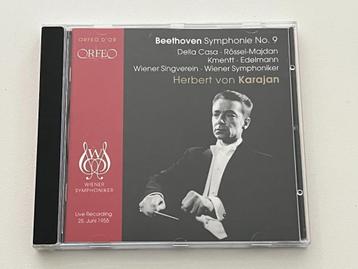 ORFEO D'OR
ORFEO
Beethoven Symphonie No. 9
Della Casa · Rössel-Majdan
Kmentt · Edelmann
Wiener Singverein · Wiener Symphoniker
Herbert von Karajan
WIENER
SYMPHONIKER
Live Recording
25. Juni 1955